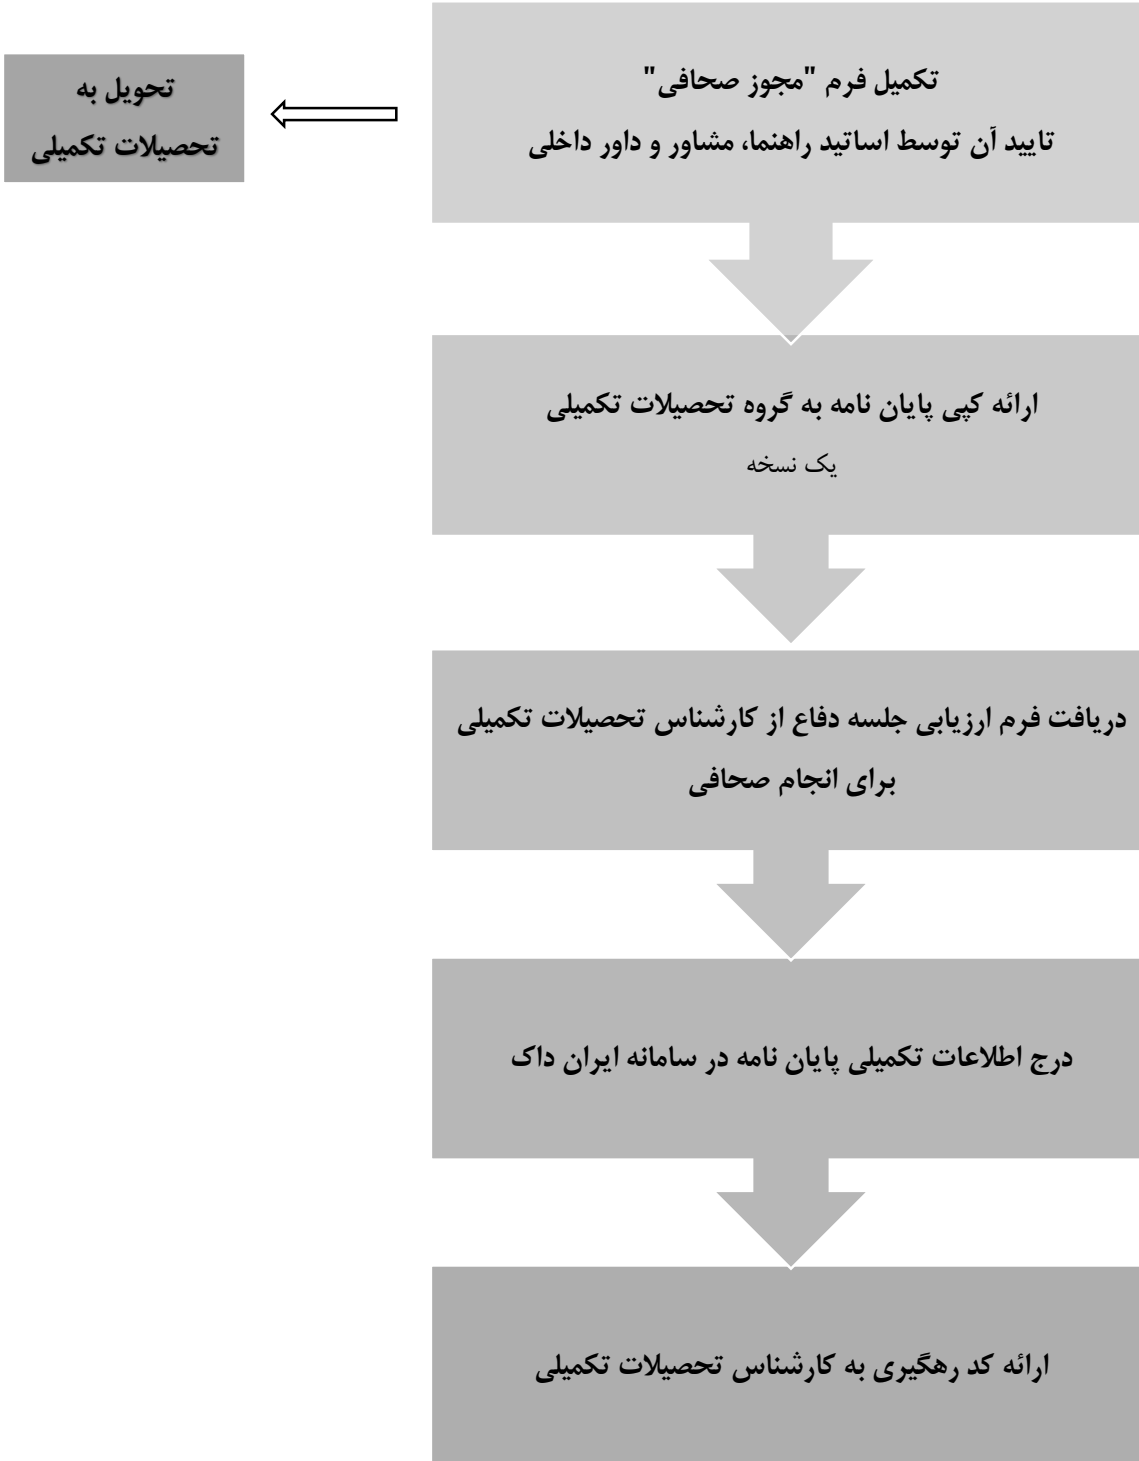 تکمیل فرم "مجوز صحافی"
تایید آن توسط اساتید راهنما، مشاور و داور داخلی
تحویل به
تحصیلات تکمیلی
ارائه کپی پایان نامه به گروه تحصیلات تکمیلی
یک نسخه
دریافت فرم ارزیابی جلسه دفاع از کارشناس تحصیلات تکمیلی
برای انجام صحافی
درج اطلاعات تکمیلی پایان نامه در سامانه ایران داک
ارائه کد رهگیری به کارشناس تحصیلات تکمیلی